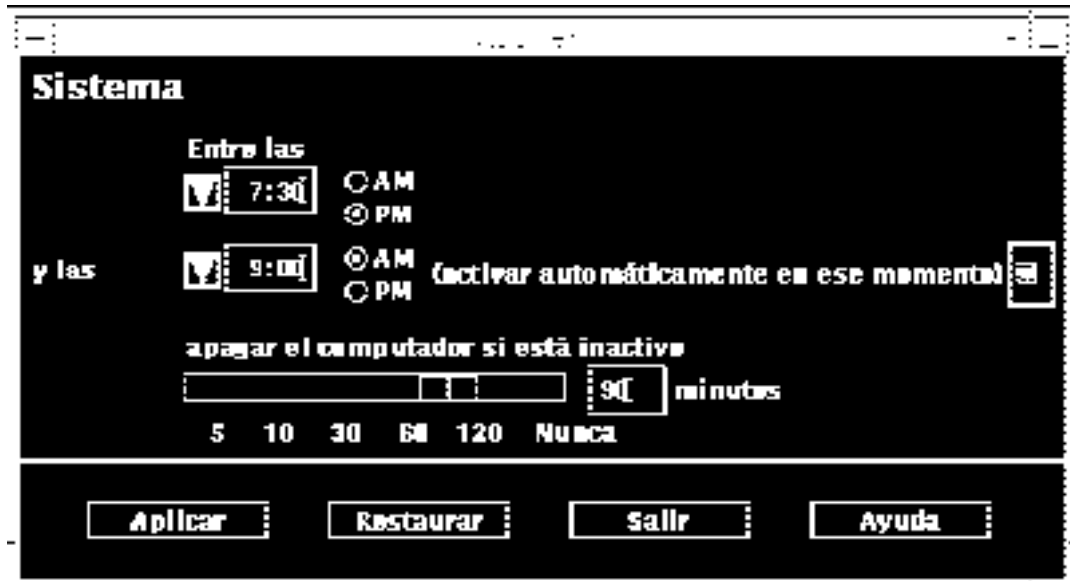 Sistema
Entre las
7:30
AM
PM
y las
9:00
AM
PM
(activar automáticamente en ese momento)
apagar el computador si está inactivo
90 minutos
5 10 30 60 120 Nunca
Aplicar Restaurar Salir Ayuda